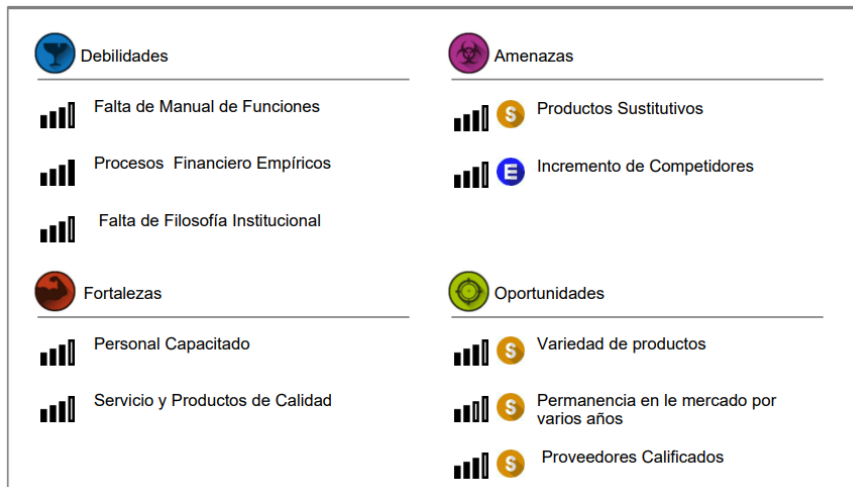 Debilidades
Falta de Manual de Funciones
Procesos Financiero Empíricos
Falta de Filosofía Institucional
Amenazas
S Productos Sustitutivos
E Incremento de Competidores
Fortalezas
Personal Capacitado
Servicio y Productos de Calidad
Oportunidades
S Variedad de productos
S Permanencia en le mercado por
varios años
S Proveedores Calificados